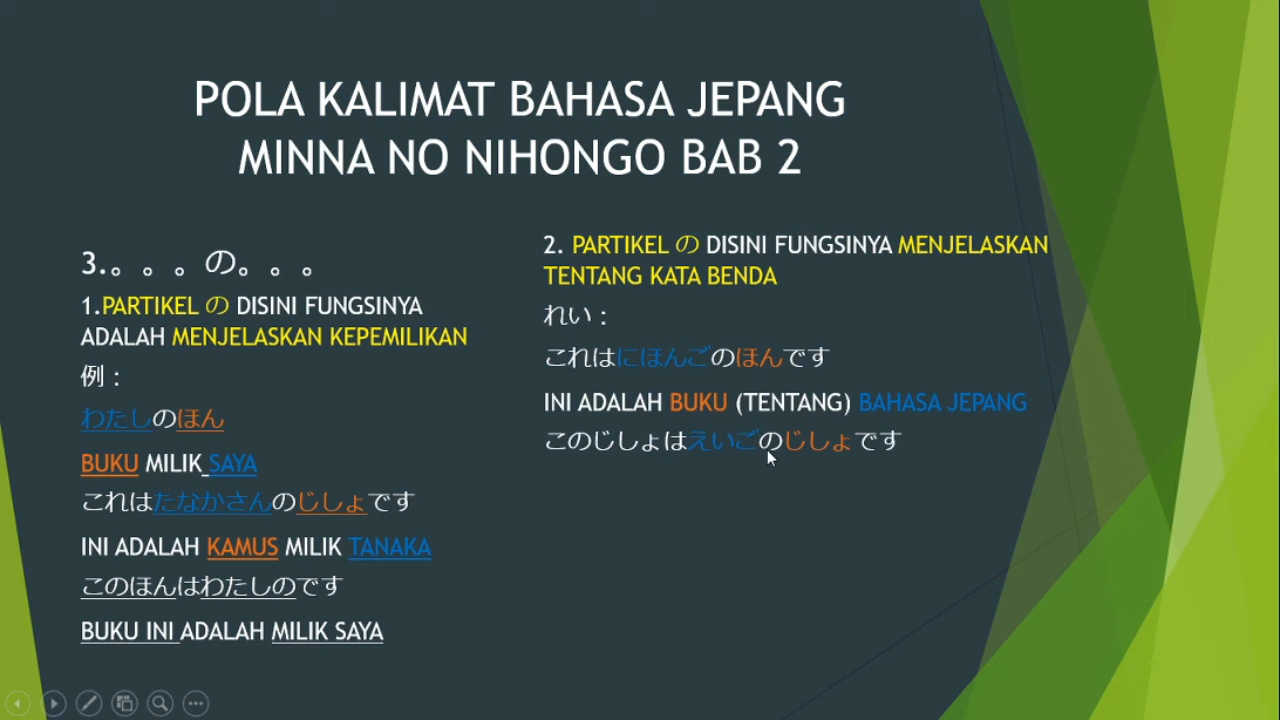 POLA KALIMAT BAHASA JEPANG
MINNA NO NIHONGO BAB 2
3.。。。の。。。
1.PARTIKEL の DISINI FUNGSINYA
ADALAH MENJELASKAN KEPEMILIKAN
例：
わたしのほん
BUKU MILIK SAYA
これはたなかさんのじしょです
INI ADALAH KAMUS MILIK TANAKA
このほんはわたしのです
BUKU INI ADALAH MILIK SAYA
2. PARTIKEL の DISINI FUNGSINYA MENJELASKAN
TENTANG KATA BENDA
れい：
これはにほんごのほんです
INI ADALAH BUKU (TENTANG) BAHASA JEPANG
このじしょはえいごのじしょです